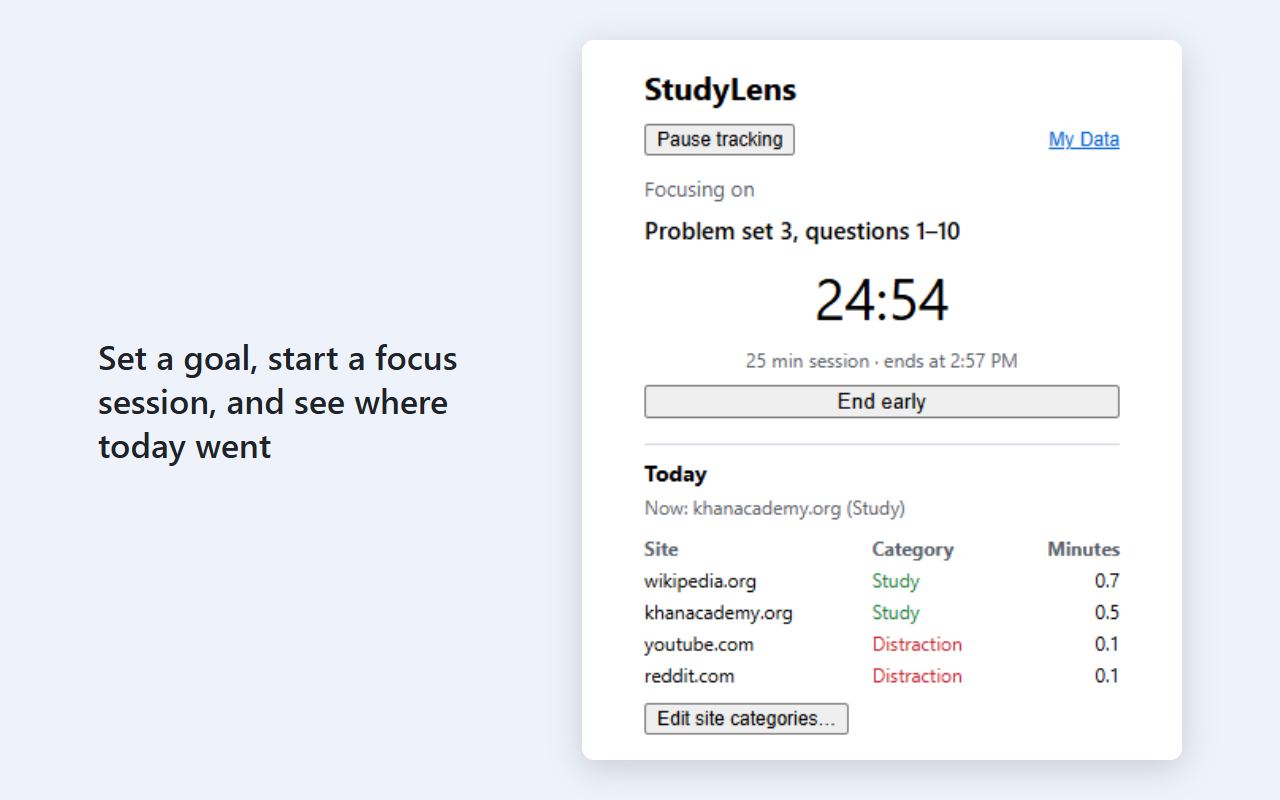 Set a goal, start a focus
session, and see where
today went
StudyLens
Pause tracking
My Data
Focusing on
Problem set 3, questions 1–10
24:54
25 min session · ends at 2:57 PM
End early
Today
Now: khanacademy.org (Study)
Site Category Minutes
wikipedia.org Study 0.7
khanacademy.org Study 0.5
youtube.com Distraction 0.1
reddit.com Distraction 0.1
Edit site categories…